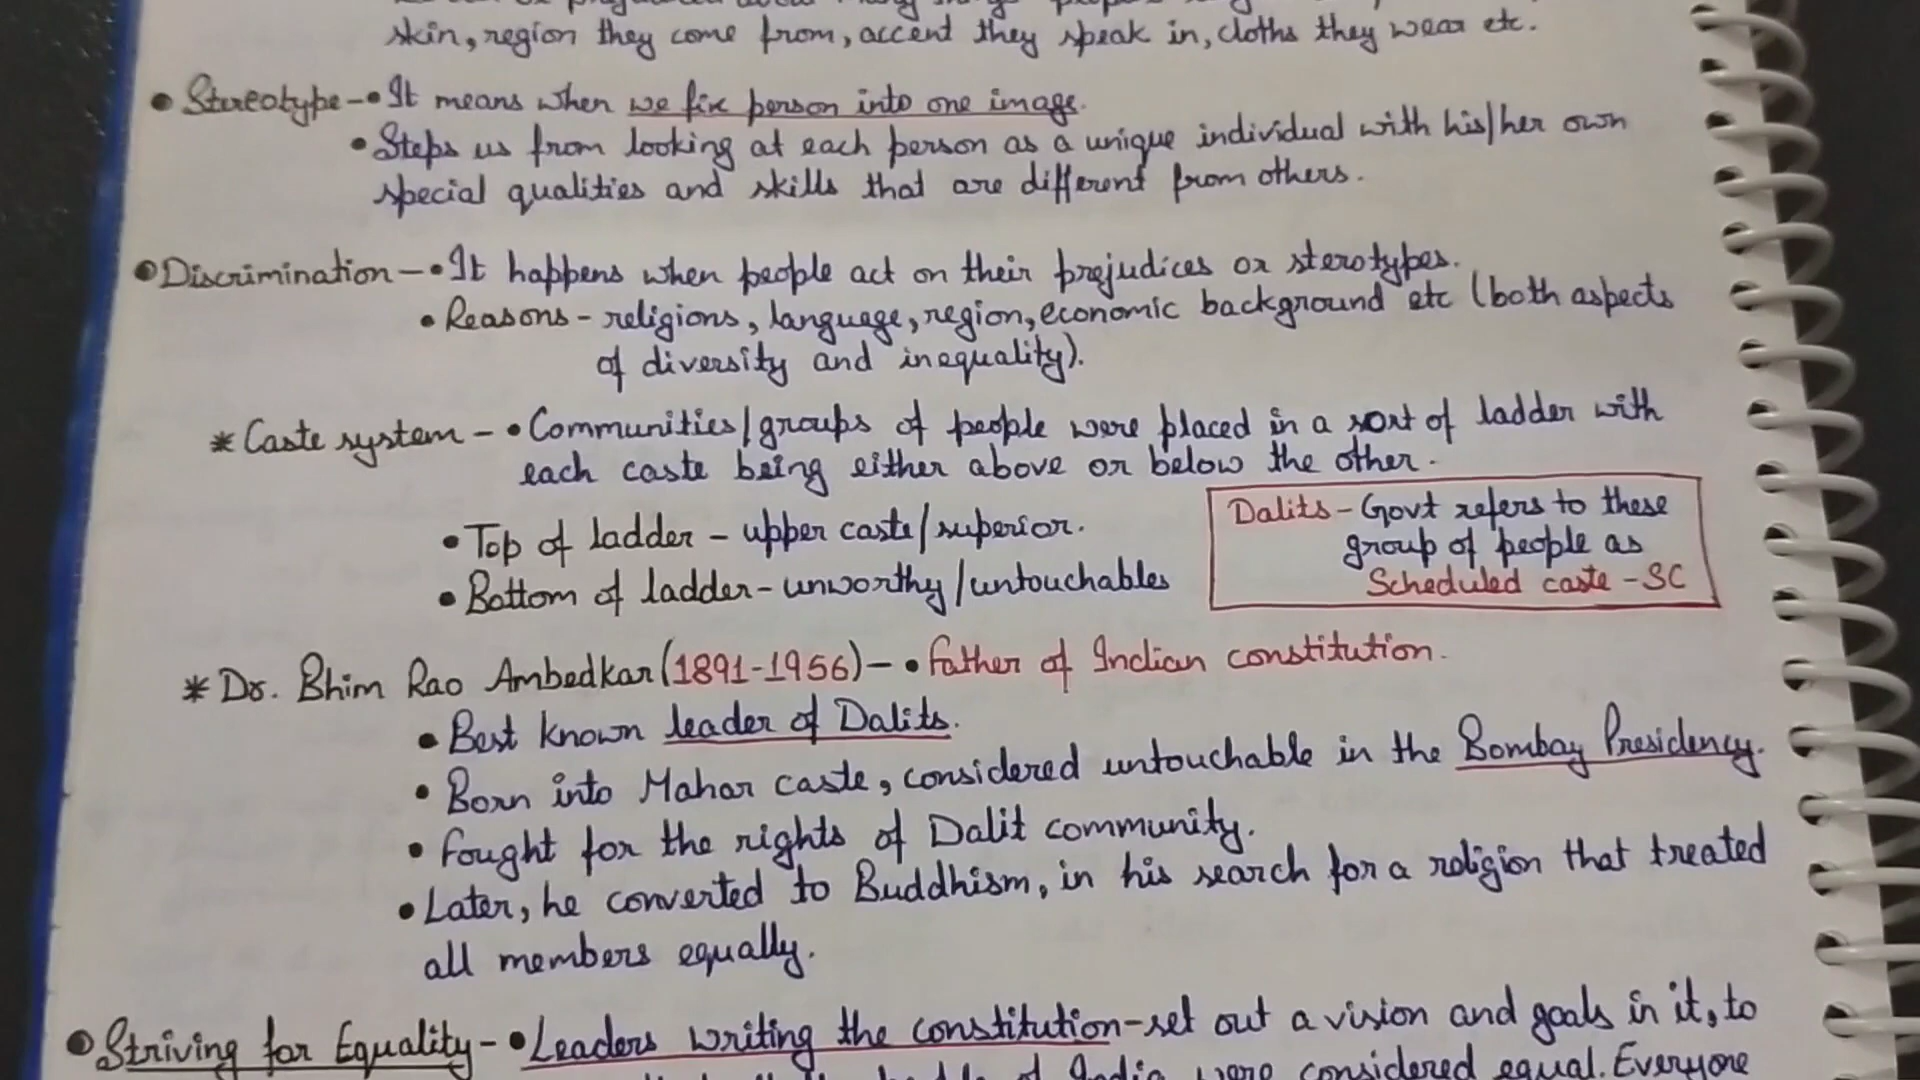 skin, region they come from, accent they speak in, cloths they wear etc.
• Stereotype - • It means when we fix person into one image.
• Steps us from looking at each person as a unique individual with his/her own
special qualities and skills that are different from others.
• Discrimination - • It happens when people act on their prejudices or sterotypes.
• Reasons - religions, language, region, economic background etc (both aspects
of diversity and inequality).
* Caste system - • Communities/groups of people were placed in a sort of ladder with
each caste being either above or below the other.
• Top of ladder - upper caste/superior.
• Bottom of ladder - unworthy/untouchables
Dalits - Govt refers to these
group of people as
Scheduled caste - SC
* Dr. Bhim Rao Ambedkar (1891-1956) - • Father of Indian constitution.
• Best known leader of Dalits.
• Born into Mahar caste, considered untouchable in the Bombay Presidency.
• Fought for the rights of Dalit community.
• Later, he converted to Buddhism, in his search for a religion that treated
all members equally.
• Striving for Equality - • Leaders writing the constitution - set out a vision and goals in it, to
of India were considered equal. Everyone